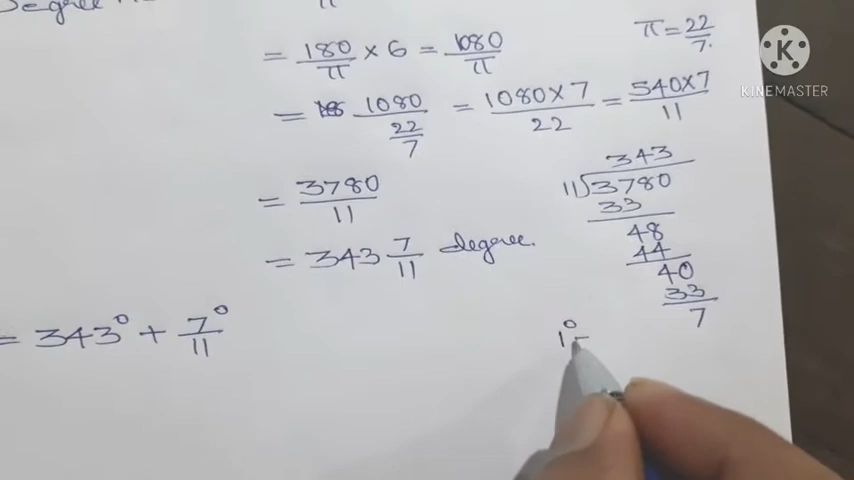 Degree
π
= 180/π × 6 = 1080/π
π = 22/7.
= 1080/(22/7) = 1080×7/22 = 540×7/11
= 3780/11
= 343 7/11 degree.
= 343° + 7°/11
343
11)3780
33
48
44
40
33
7
1° -
K
KINEMASTER